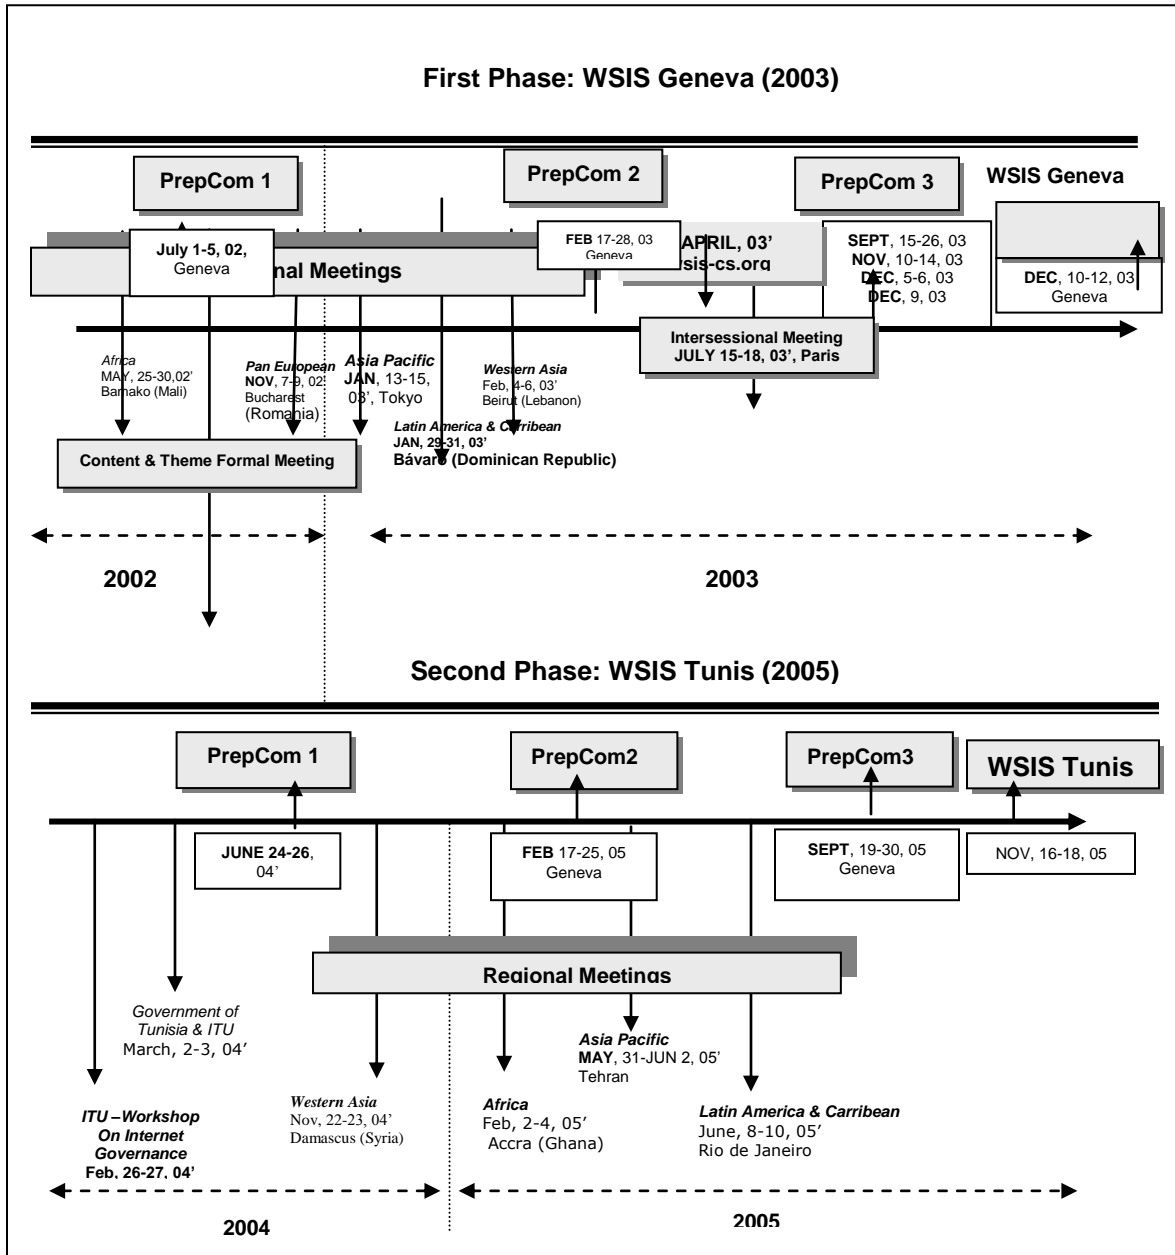 First Phase: WSIS Geneva (2003)
PrepCom 1
PrepCom 2
PrepCom 3
WSIS Geneva
July 1-5, 02,
Geneva
FEB 17-28, 03
Geneva
APRIL, 03’
sis-cs.org
SEPT, 15-26, 03
NOV, 10-14, 03
DEC, 5-6, 03
DEC, 9, 03
DEC, 10-12, 03
Geneva
nal Meetings
Intersessional Meeting
JULY 15-18, 03’, Paris
Africa
MAY, 25-30,02’
Bamako (Mali)
Pan European
NOV, 7-9, 02’
Bucharest
(Romania)
Asia Pacific
JAN, 13-15,
03’, Tokyo
Western Asia
Feb, 4-6, 03’
Beirut (Lebanon)
Latin America & Carribean
JAN, 29-31, 03’
Bávaro (Dominican Republic)
Content & Theme Formal Meeting
2002
2003
Second Phase: WSIS Tunis (2005)
PrepCom 1
PrepCom2
PrepCom3
WSIS Tunis
JUNE 24-26,
04’
FEB 17-25, 05
Geneva
SEPT, 19-30, 05
Geneva
NOV, 16-18, 05
Regional Meetings
Government of
Tunisia & ITU
March, 2-3, 04’
Asia Pacific
MAY, 31-JUN 2, 05’
Tehran
ITU –Workshop
On Internet
Governance
Feb, 26-27, 04’
Western Asia
Nov, 22-23, 04’
Damascus (Syria)
Africa
Feb, 2-4, 05’
Accra (Ghana)
Latin America & Carribean
June, 8-10, 05’
Rio de Janeiro
2004
2005